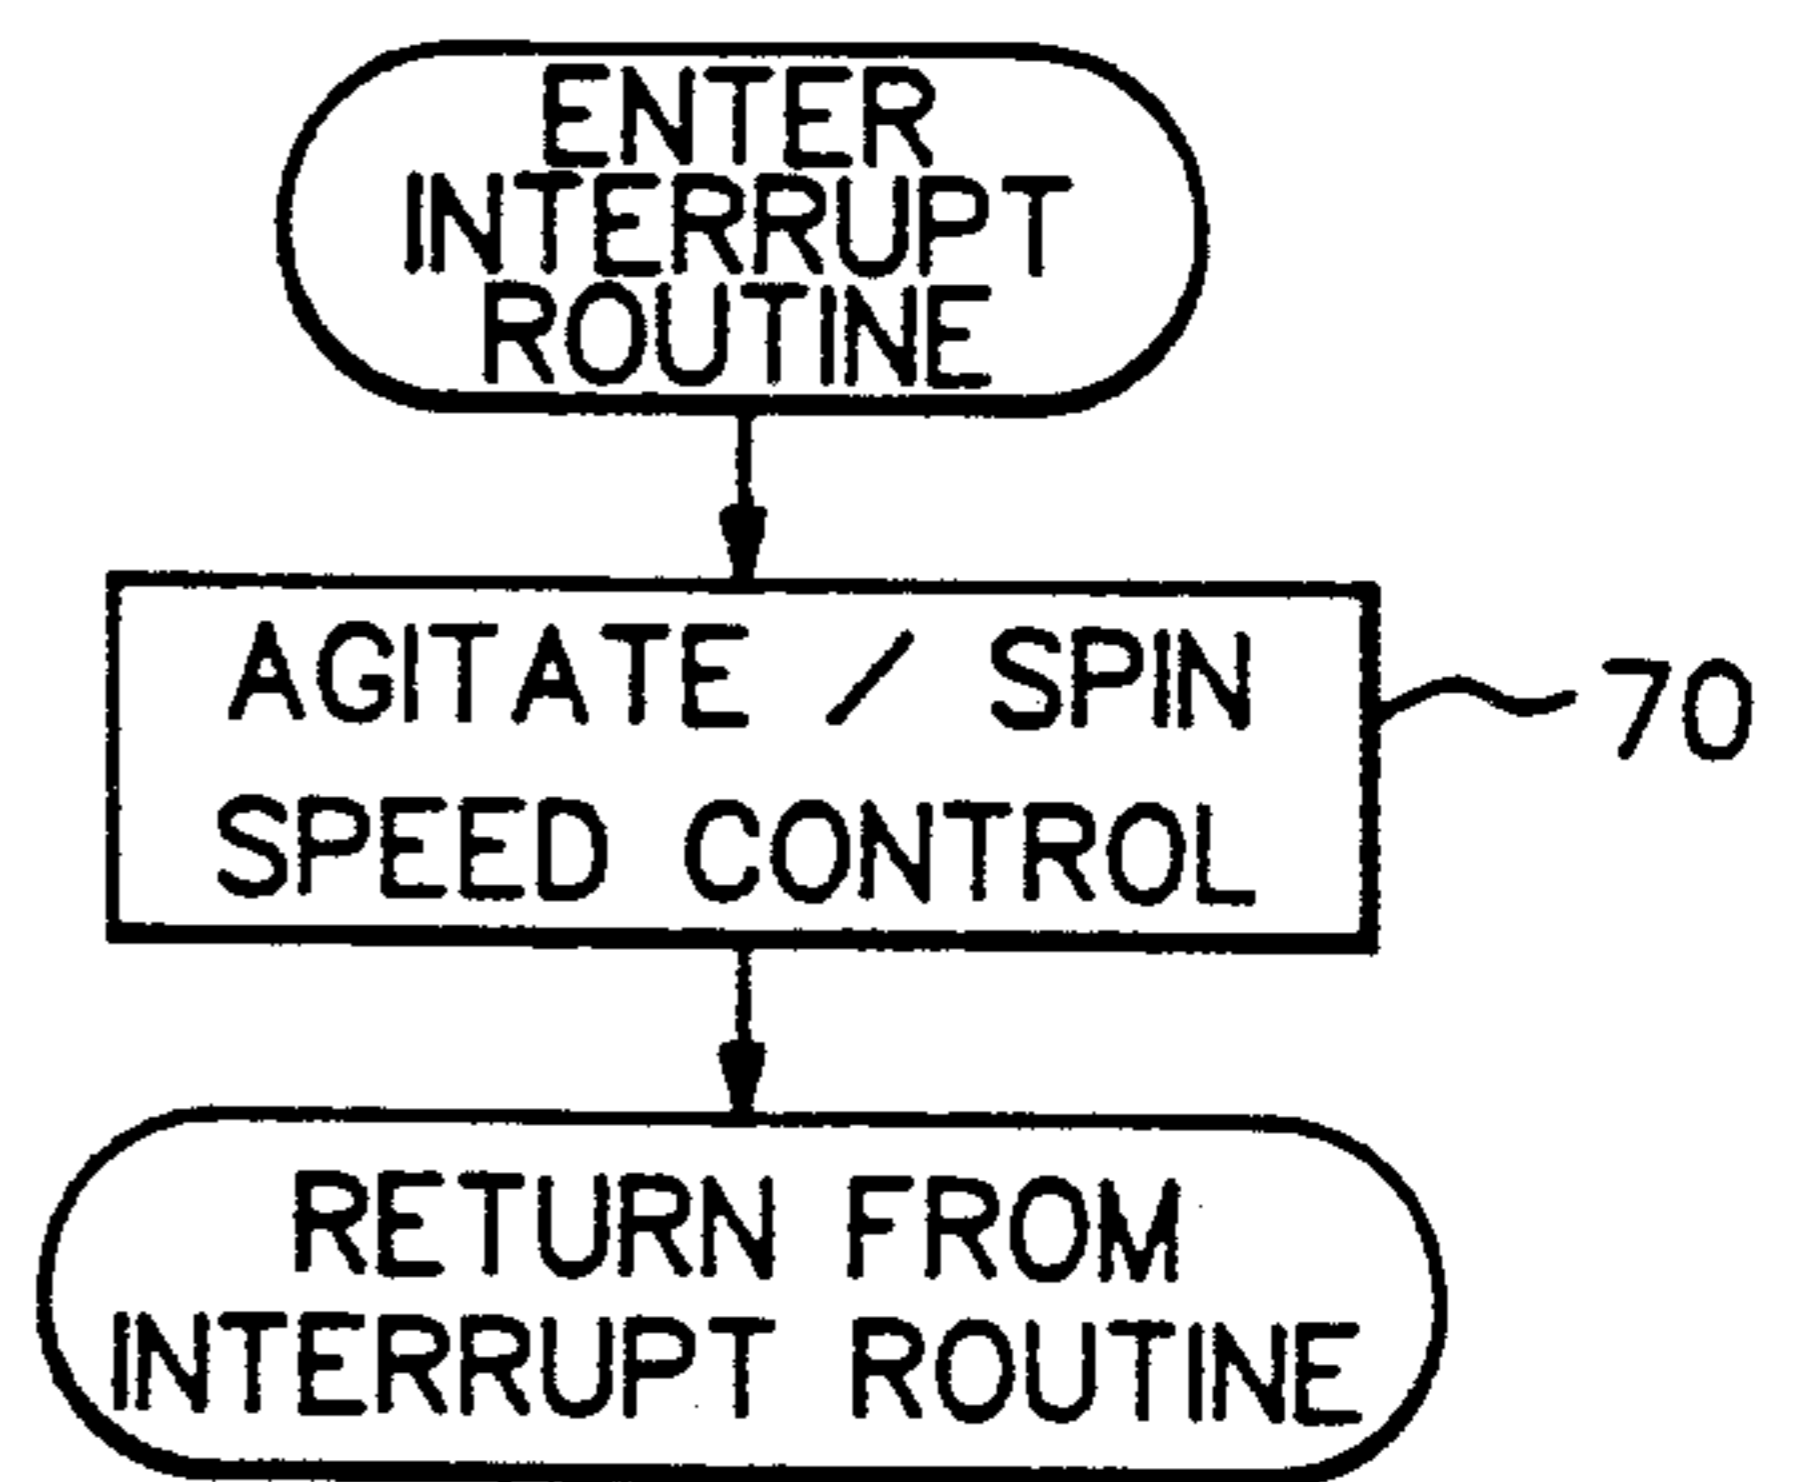 ENTER
INTERRUPT
ROUTINE
AGITATE / SPIN
SPEED CONTROL
70
RETURN FROM
INTERRUPT ROUTINE